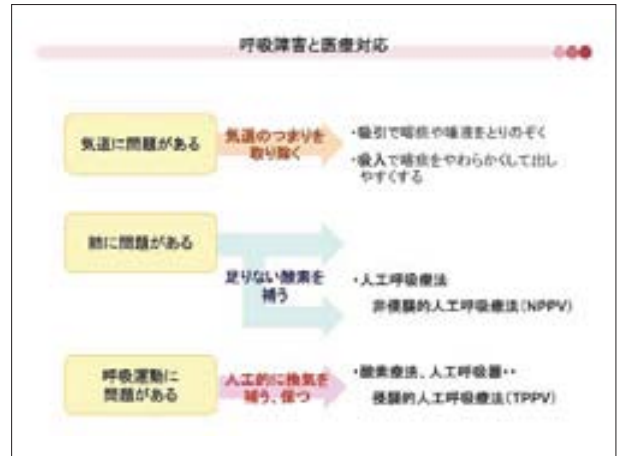 呼吸障害と医療対応
気道に問題がある
気道のつまりを
取り除く
・吸引で喀痰や唾液をとりのぞく
・吸入で喀痰をやわらかくして出し
やすくする
肺に問題がある
足りない酸素を
補う
・人工呼吸療法
非侵襲的人工呼吸療法(NPPV)
呼吸運動に
問題がある
人工的に換気を
補う、保つ
・酸素療法、人工呼吸器・・
侵襲的人工呼吸療法(TPPV)